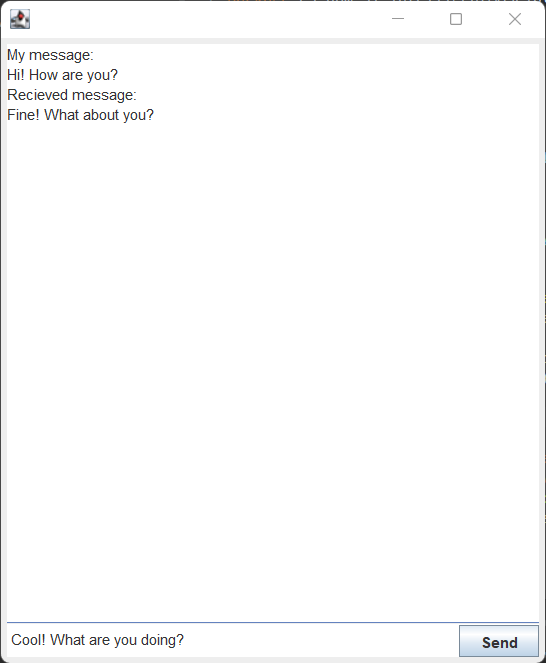 My message:
Hi! How are you?
Recieved message:
Fine! What about you?
Cool! What are you doing?
Send